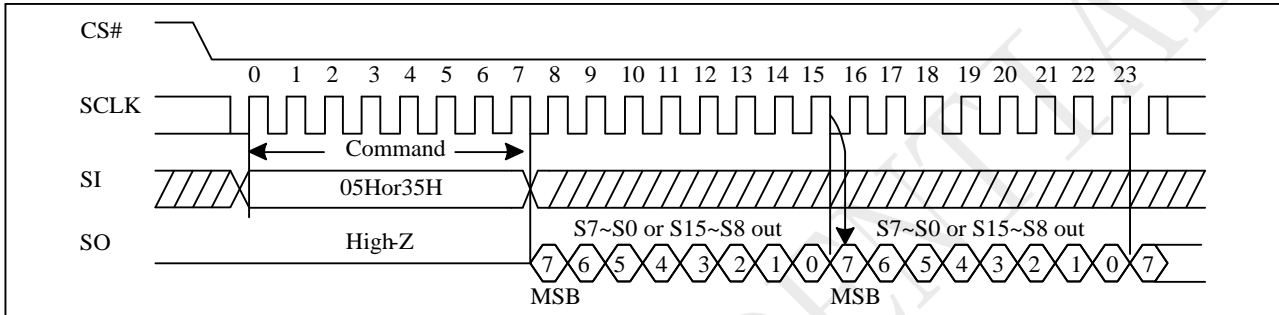 CS#
0 1 2 3 4 5 6 7 8 9 10 11 12 13 14 15 16 17 18 19 20 21 22 23
SCLK
Command
SI
05Hor35H
S7~S0 or S15~S8 out S7~S0 or S15~S8 out
SO
High-Z
7 6 5 4 3 2 1 0 7 6 5 4 3 2 1 0 7
MSB MSB